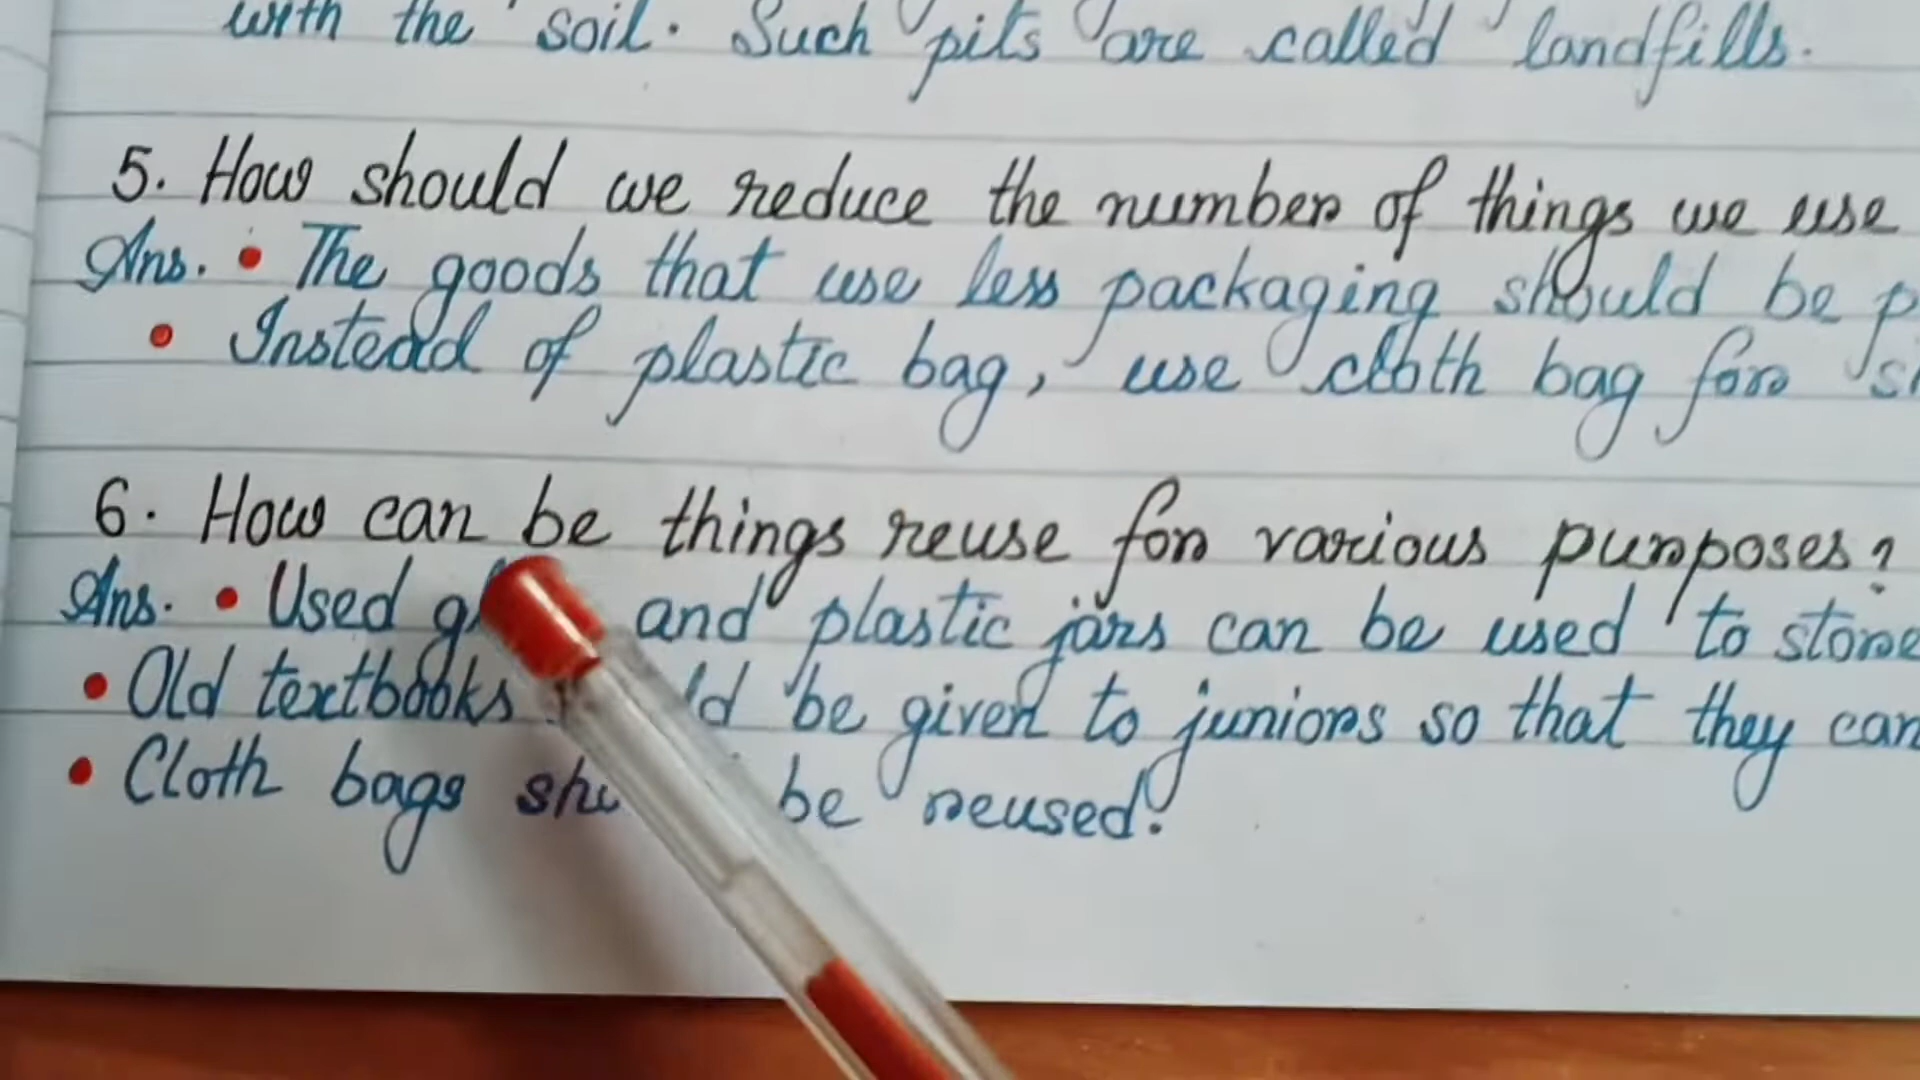 with the soil. Such pits are called landfills.
5. How should we reduce the number of things we use
Ans. • The goods that use less packaging should be
• Instead of plastic bag, use cloth bag for
6. How can be things reuse for various purposes?
Ans. • Used and plastic jars can be used to store
• Old textbooks be given to juniors so that they can
• Cloth bags be reused.